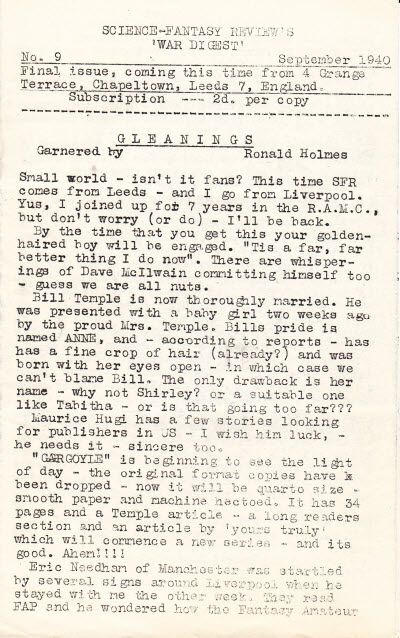 SCIENCE-FANTASY REVIEW'S
'WAR DIGEST'
No. 9 September 1940
Final issue, coming this time from 4 Grange
Terrace, Chapeltown, Leeds 7, England.
Subscription --- 2d. per copy
GLEANINGS
Garnered by Ronald Holmes
Small world - isn't it fans? This time SFR
comes from Leeds - and I go from Liverpool.
Yus, I joined up for 7 years in the R.A.M.C.,
but don't worry (or do) - I'll be back.
By the time that you get this your golden-
haired boy will be engaged. "Tis a far, far
better thing I do now". There are whisper-
ings of Dave McIlwain committing himself too
- guess we are all nuts.
Bill Temple is now thoroughly married. He
was presented with a baby girl two weeks ago
by the proud Mrs. Temple. Bills pride is
named ANNE, and - according to reports - has
has a fine crop of hair (already?) and was
born with her eyes open - in which case we
can't blame Bill. The only drawback is her
name - why not Shirley? or a suitable one
like Tabitha - or is that going too far???
Maurice Hugi has a few stories looking
for publishers in US - I wish him luck, -
he needs it - sincere too.
"GARGOYLE" is beginning to see the light
of day - the original format copies have
been dropped - now it will be quarto size -
smooth paper and machine hectoed. It has 34
pages and a Temple article - a long readers
section and an article by 'yours truly'
which will commence a new series - and its
good. Ahem!!!!
Eric Needham of Manchester was startled
by several signs around Liverpool when he
stayed with me the other week. They read
FAP and he wondered how the Fantasy Amateur